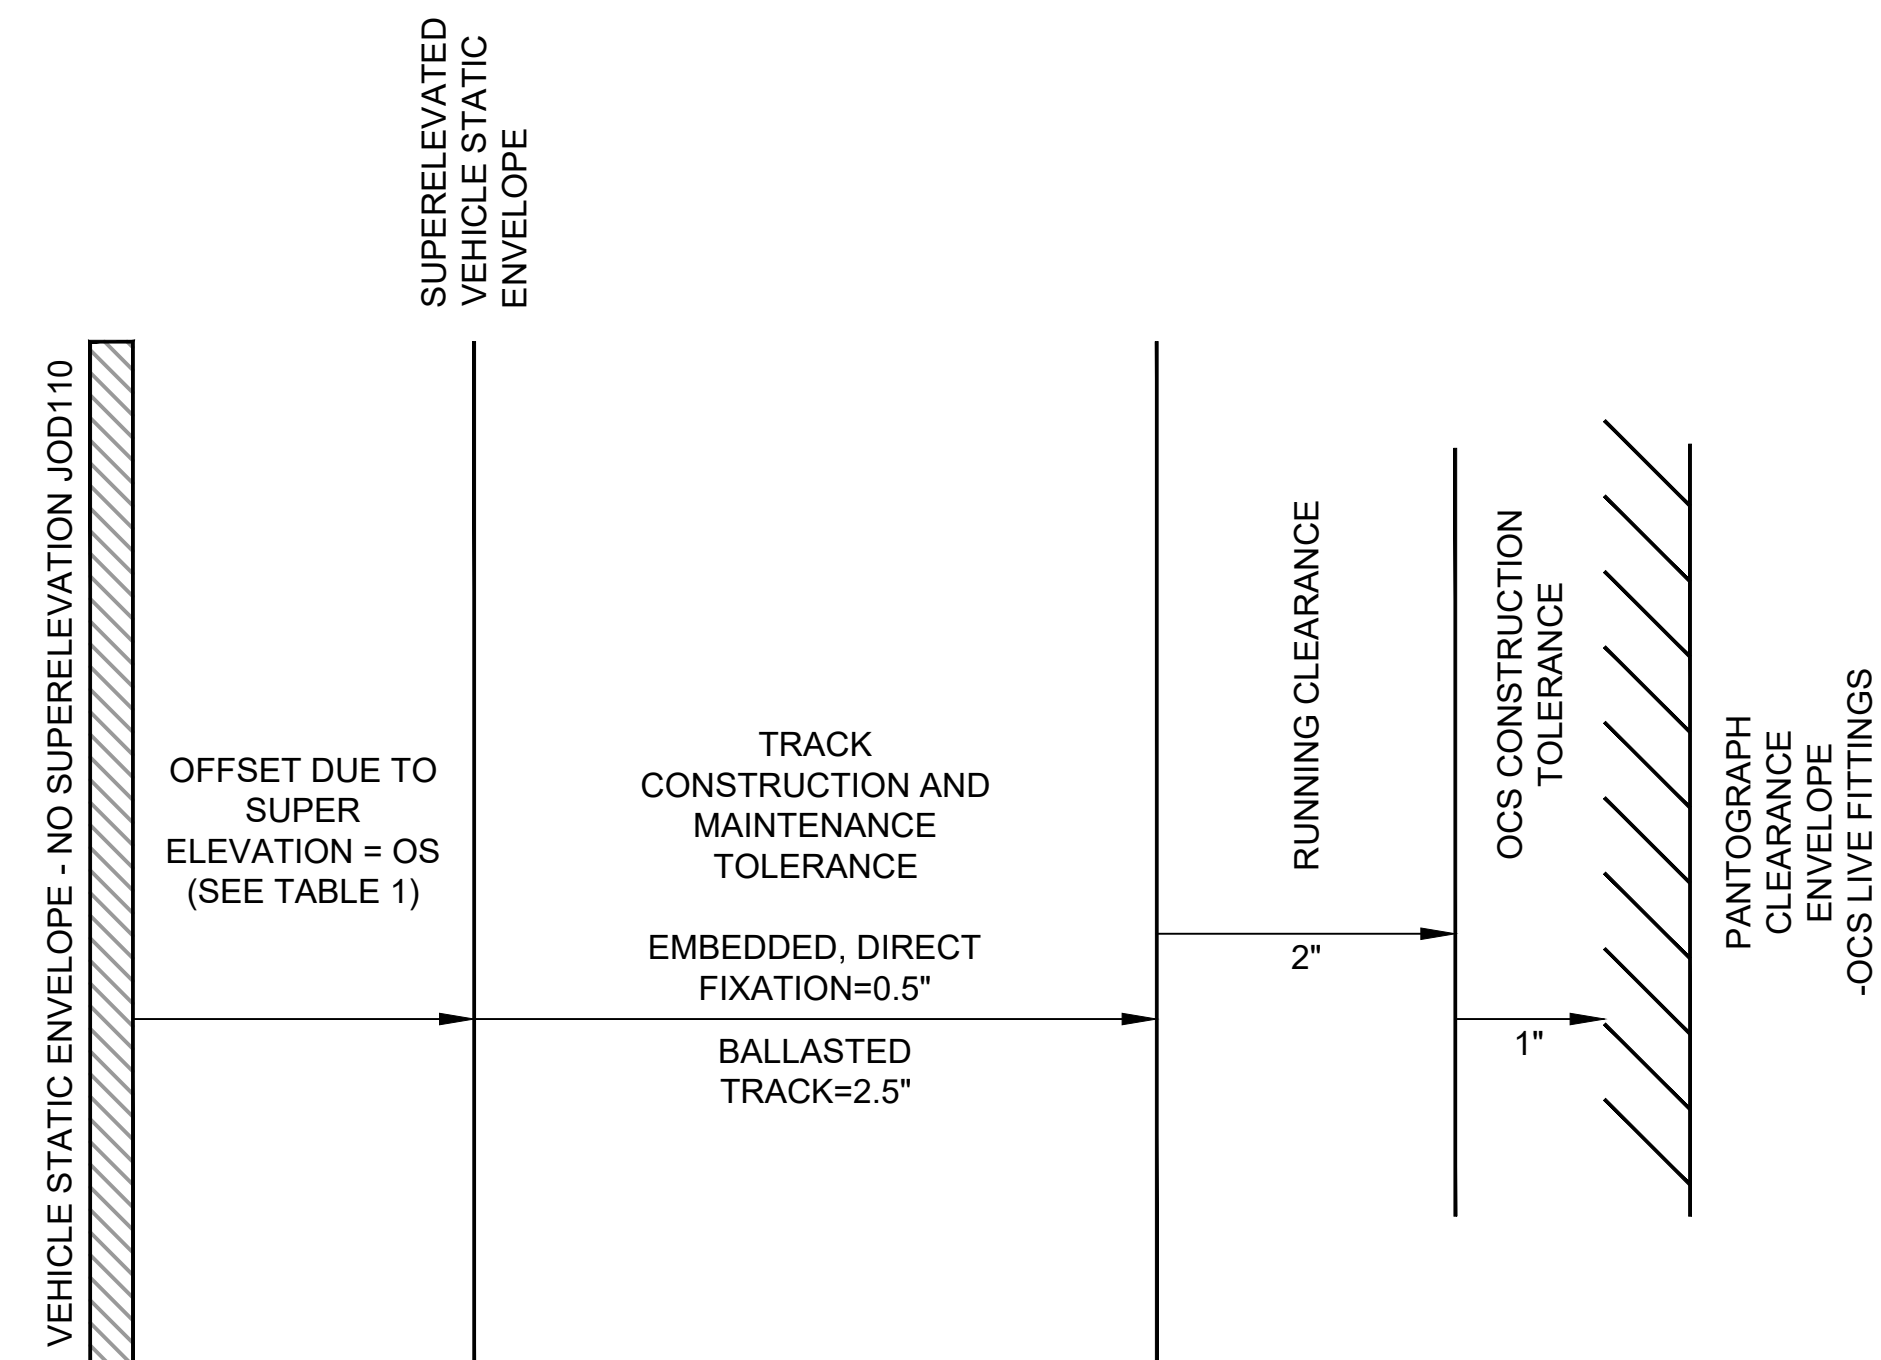 SUPERELEVATED
VEHICLE STATIC
ENVELOPE
VEHICLE STATIC ENVELOPE - NO SUPERELEVATION JOD110
OFFSET DUE TO
SUPER
ELEVATION = OS
(SEE TABLE 1)
TRACK
CONSTRUCTION AND
MAINTENANCE
TOLERANCE
EMBEDDED, DIRECT
FIXATION=0.5"
BALLASTED
TRACK=2.5"
RUNNING CLEARANCE
2"
OCS CONSTRUCTION
TOLERANCE
1"
PANTOGRAPH
CLEARANCE
ENVELOPE
-OCS LIVE FITTINGS